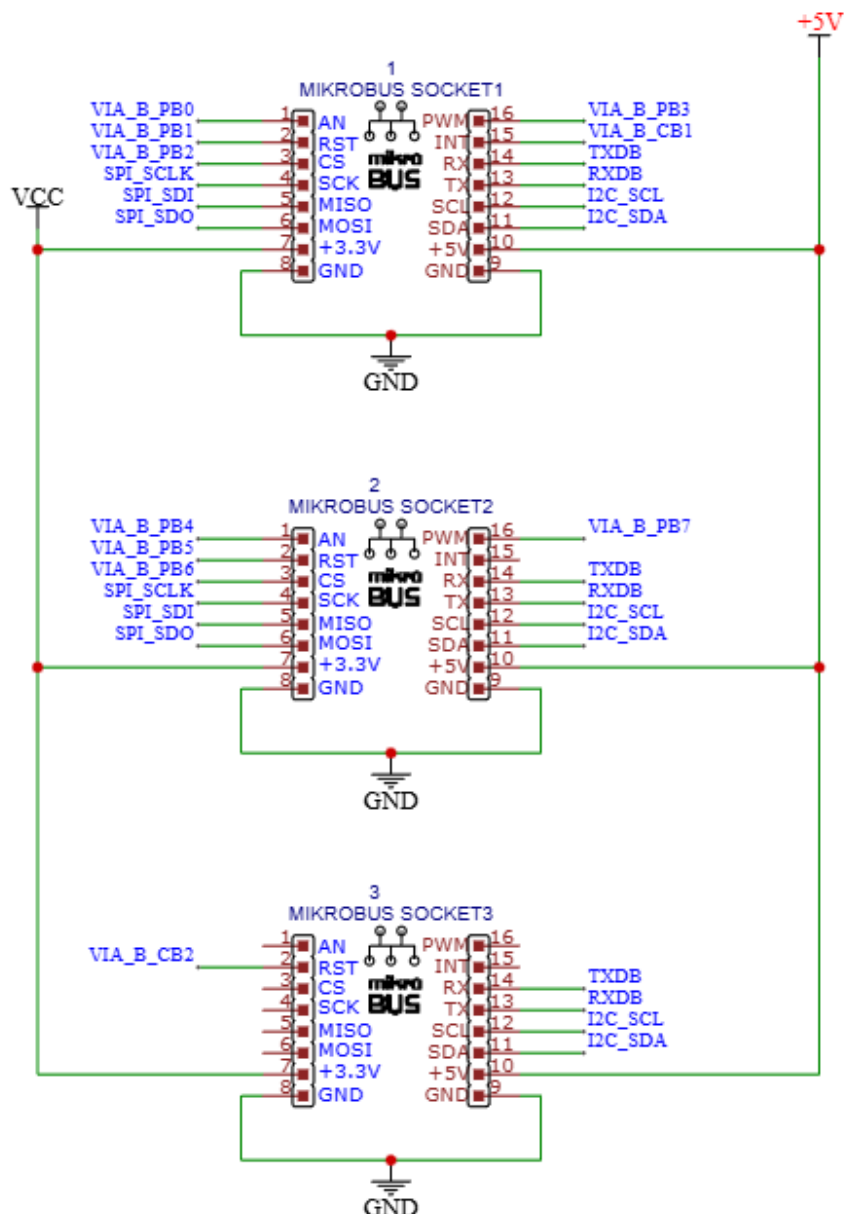 +5V
1
MIKROBUS SOCKET1
VIA_B_PB0 1 AN PWM 16 VIA_B_PB3
VIA_B_PB1 2 RST INT 15 VIA_B_CB1
VIA_B_PB2 3 CS RX 14 TXDB
SPI_SCLK 4 SCK TX 13 RXDB
SPI_SDI 5 MISO SCL 12 I2C_SCL
SPI_SDO 6 MOSI SDA 11 I2C_SDA
mikro
BUS
VCC
7 +3.3V +5V 10
8 GND GND 9
GND
2
MIKROBUS SOCKET2
VIA_B_PB4 1 AN PWM 16 VIA_B_PB7
VIA_B_PB5 2 RST INT 15
VIA_B_PB6 3 CS RX 14 TXDB
SPI_SCLK 4 SCK TX 13 RXDB
SPI_SDI 5 MISO SCL 12 I2C_SCL
SPI_SDO 6 MOSI SDA 11 I2C_SDA
mikro
BUS
7 +3.3V +5V 10
8 GND GND 9
GND
3
MIKROBUS SOCKET3
1 AN PWM 16
VIA_B_CB2 2 RST INT 15
3 CS RX 14 TXDB
4 SCK TX 13 RXDB
5 MISO SCL 12 I2C_SCL
6 MOSI SDA 11 I2C_SDA
mikro
BUS
7 +3.3V +5V 10
8 GND GND 9
GND